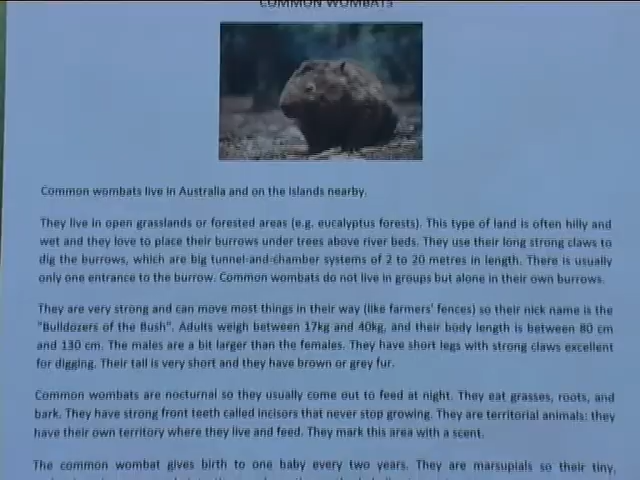 COMMON WOMBATS
Common wombats live in Australia and on the islands nearby.
They live in open grasslands or forested areas (e.g. eucalyptus forests). This type of land is often hilly and
wet and they love to place their burrows under trees above river beds. They use their long strong claws to
dig the burrows, which are big tunnel-and-chamber systems of 2 to 20 metres in length. There is usually
only one entrance to the burrow. Common wombats do not live in groups but alone in their own burrows.
They are very strong and can move most things in their way (like farmers' fences) so their nick name is the
"Bulldozers of the Bush". Adults weigh between 17kg and 40kg, and their body length is between 80 cm
and 130 cm. The males are a bit larger than the females. They have short legs with strong claws excellent
for digging. Their tail is very short and they have brown or grey fur.
Common wombats are nocturnal so they usually come out to feed at night. They eat grasses, roots, and
bark. They have strong front teeth called incisors that never stop growing. They are territorial animals: they
have their own territory where they live and feed. They mark this area with a scent.
The common wombat gives birth to one baby every two years. They are marsupials so their tiny,